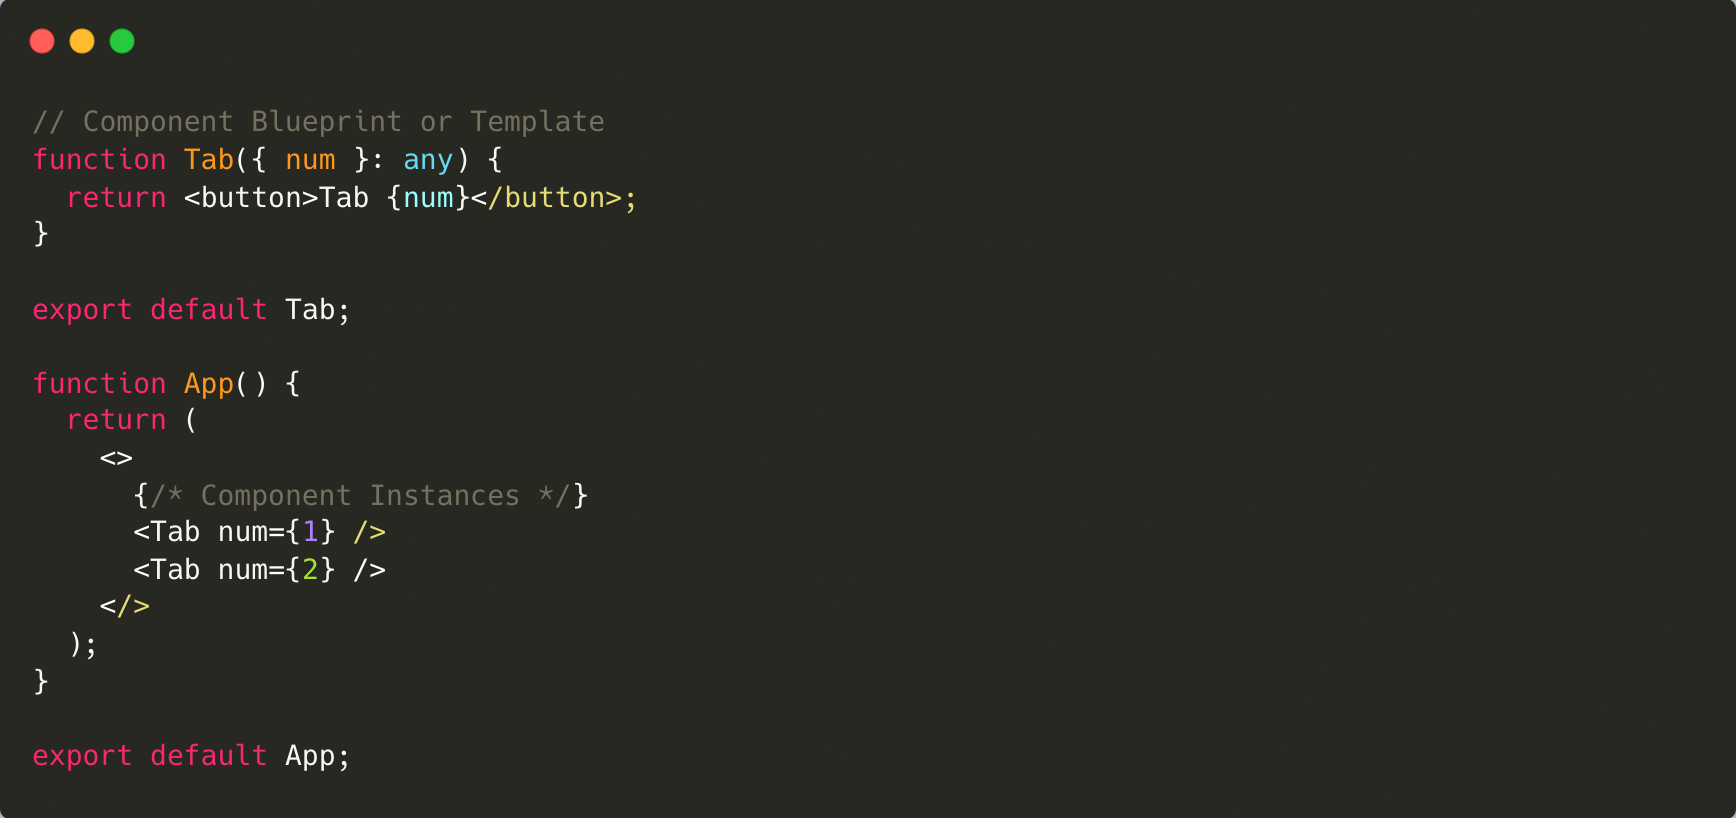 // Component Blueprint or Template
function Tab({ num }: any) {
  return <button>Tab {num}</button>;
}

export default Tab;

function App() {
  return (
    <>
      {/* Component Instances */}
      <Tab num={1} />
      <Tab num={2} />
    </>
  );
}

export default App;